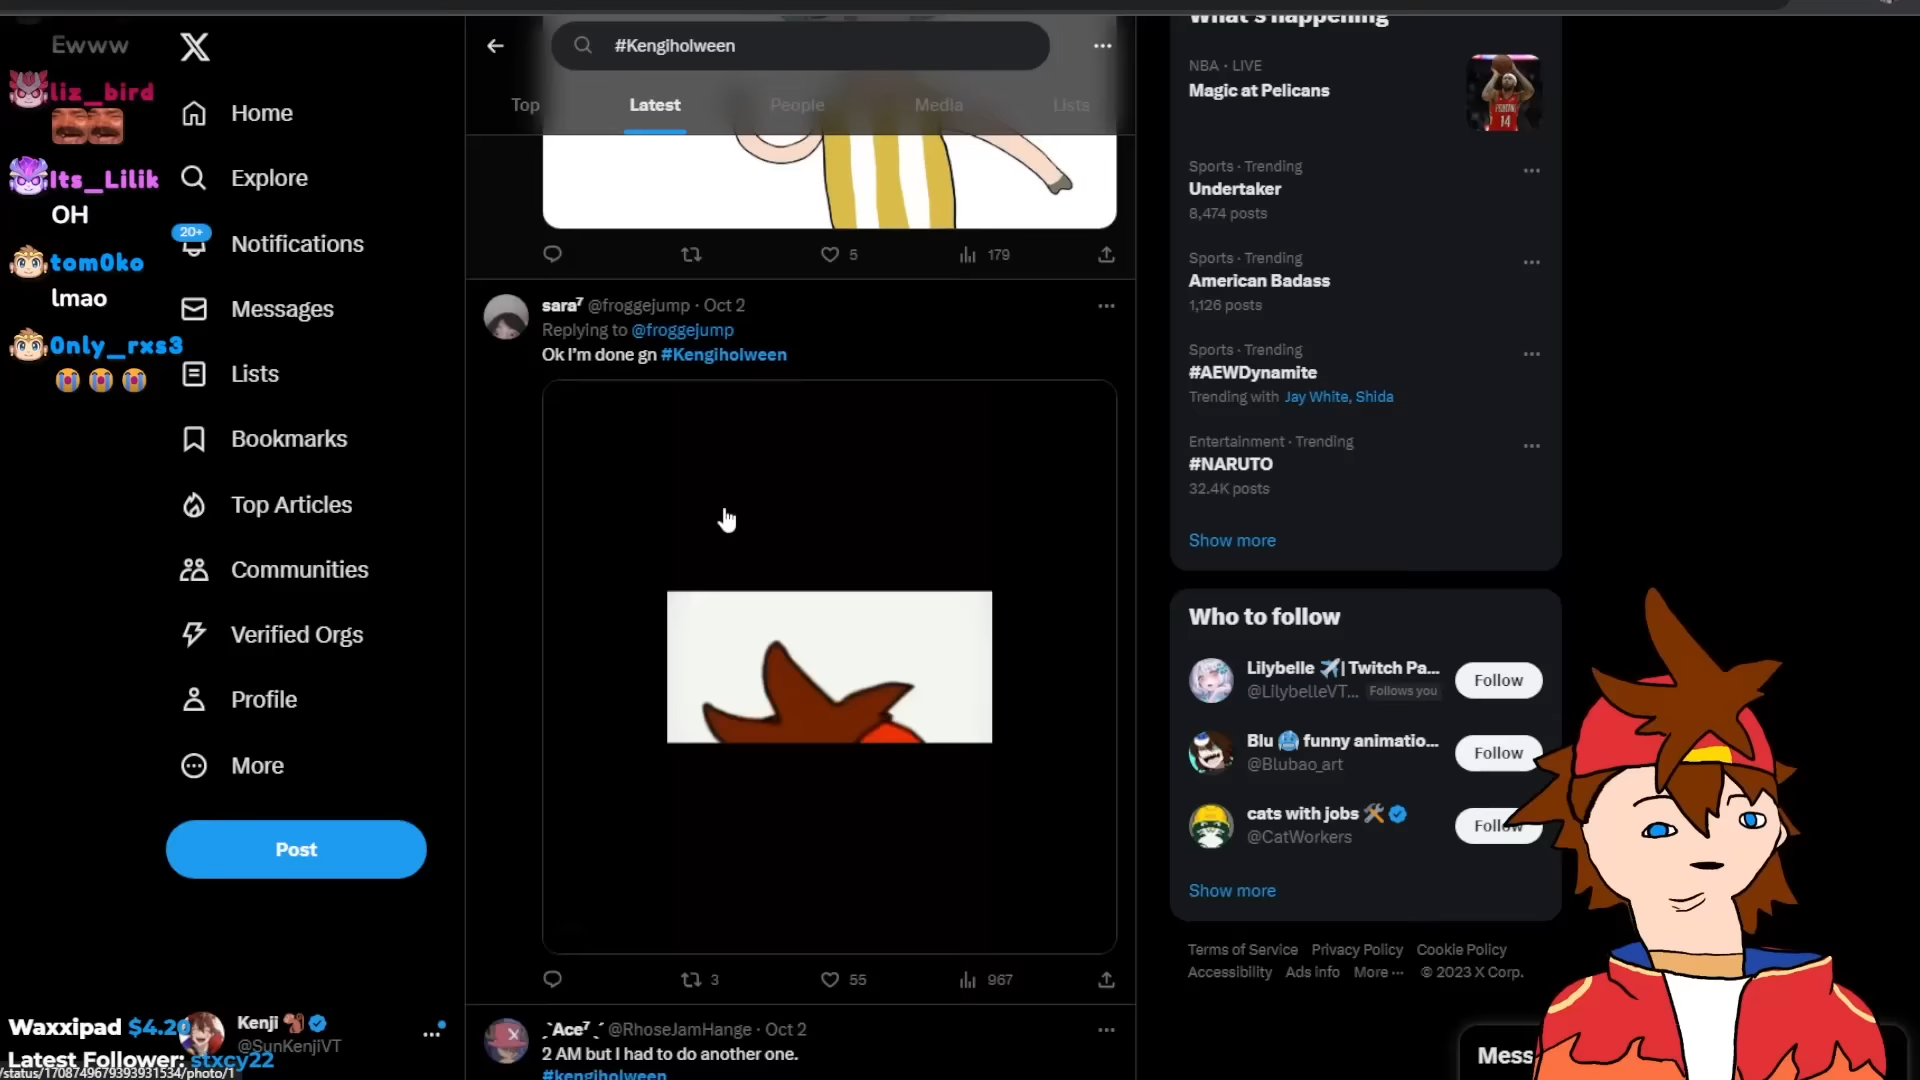 Ewww
liz_bird
Its_Lilik
OH
tom0ko
lmao
0nly_rxs3
Home
Explore
20+
Notifications
Messages
Lists
Bookmarks
Top Articles
Communities
Verified Orgs
Profile
More
Post
Kenji
@SunKenjiVT
Waxxipad $4.20
Latest Follower: stxcy22
/status/1708749679393931534/photo/1
#Kengiholween
Top
Latest
People
Media
Lists
5
179
sara⁷ @froggejump · Oct 2
Replying to @froggejump
Ok I'm done gn #Kengiholween
3
55
967
Ace⁷ @RhoseJamHange · Oct 2
2 AM but I had to do another one.
#kengiholween
What's happening
NBA · LIVE
Magic at Pelicans
14
Sports · Trending
Undertaker
8,474 posts
Sports · Trending
American Badass
1,126 posts
Sports · Trending
#AEWDynamite
Trending with Jay White, Shida
Entertainment · Trending
#NARUTO
32.4K posts
Show more
Who to follow
Lilybelle ✈️| Twitch Pa...
@LilybelleVT... Follows you
Follow
Blu 🥶 funny animatio...
@Blubao_art
Follow
cats with jobs 🛠️
@CatWorkers
Follow
Show more
Terms of Service Privacy Policy Cookie Policy
Accessibility Ads info More ··· © 2023 X Corp.
Mess